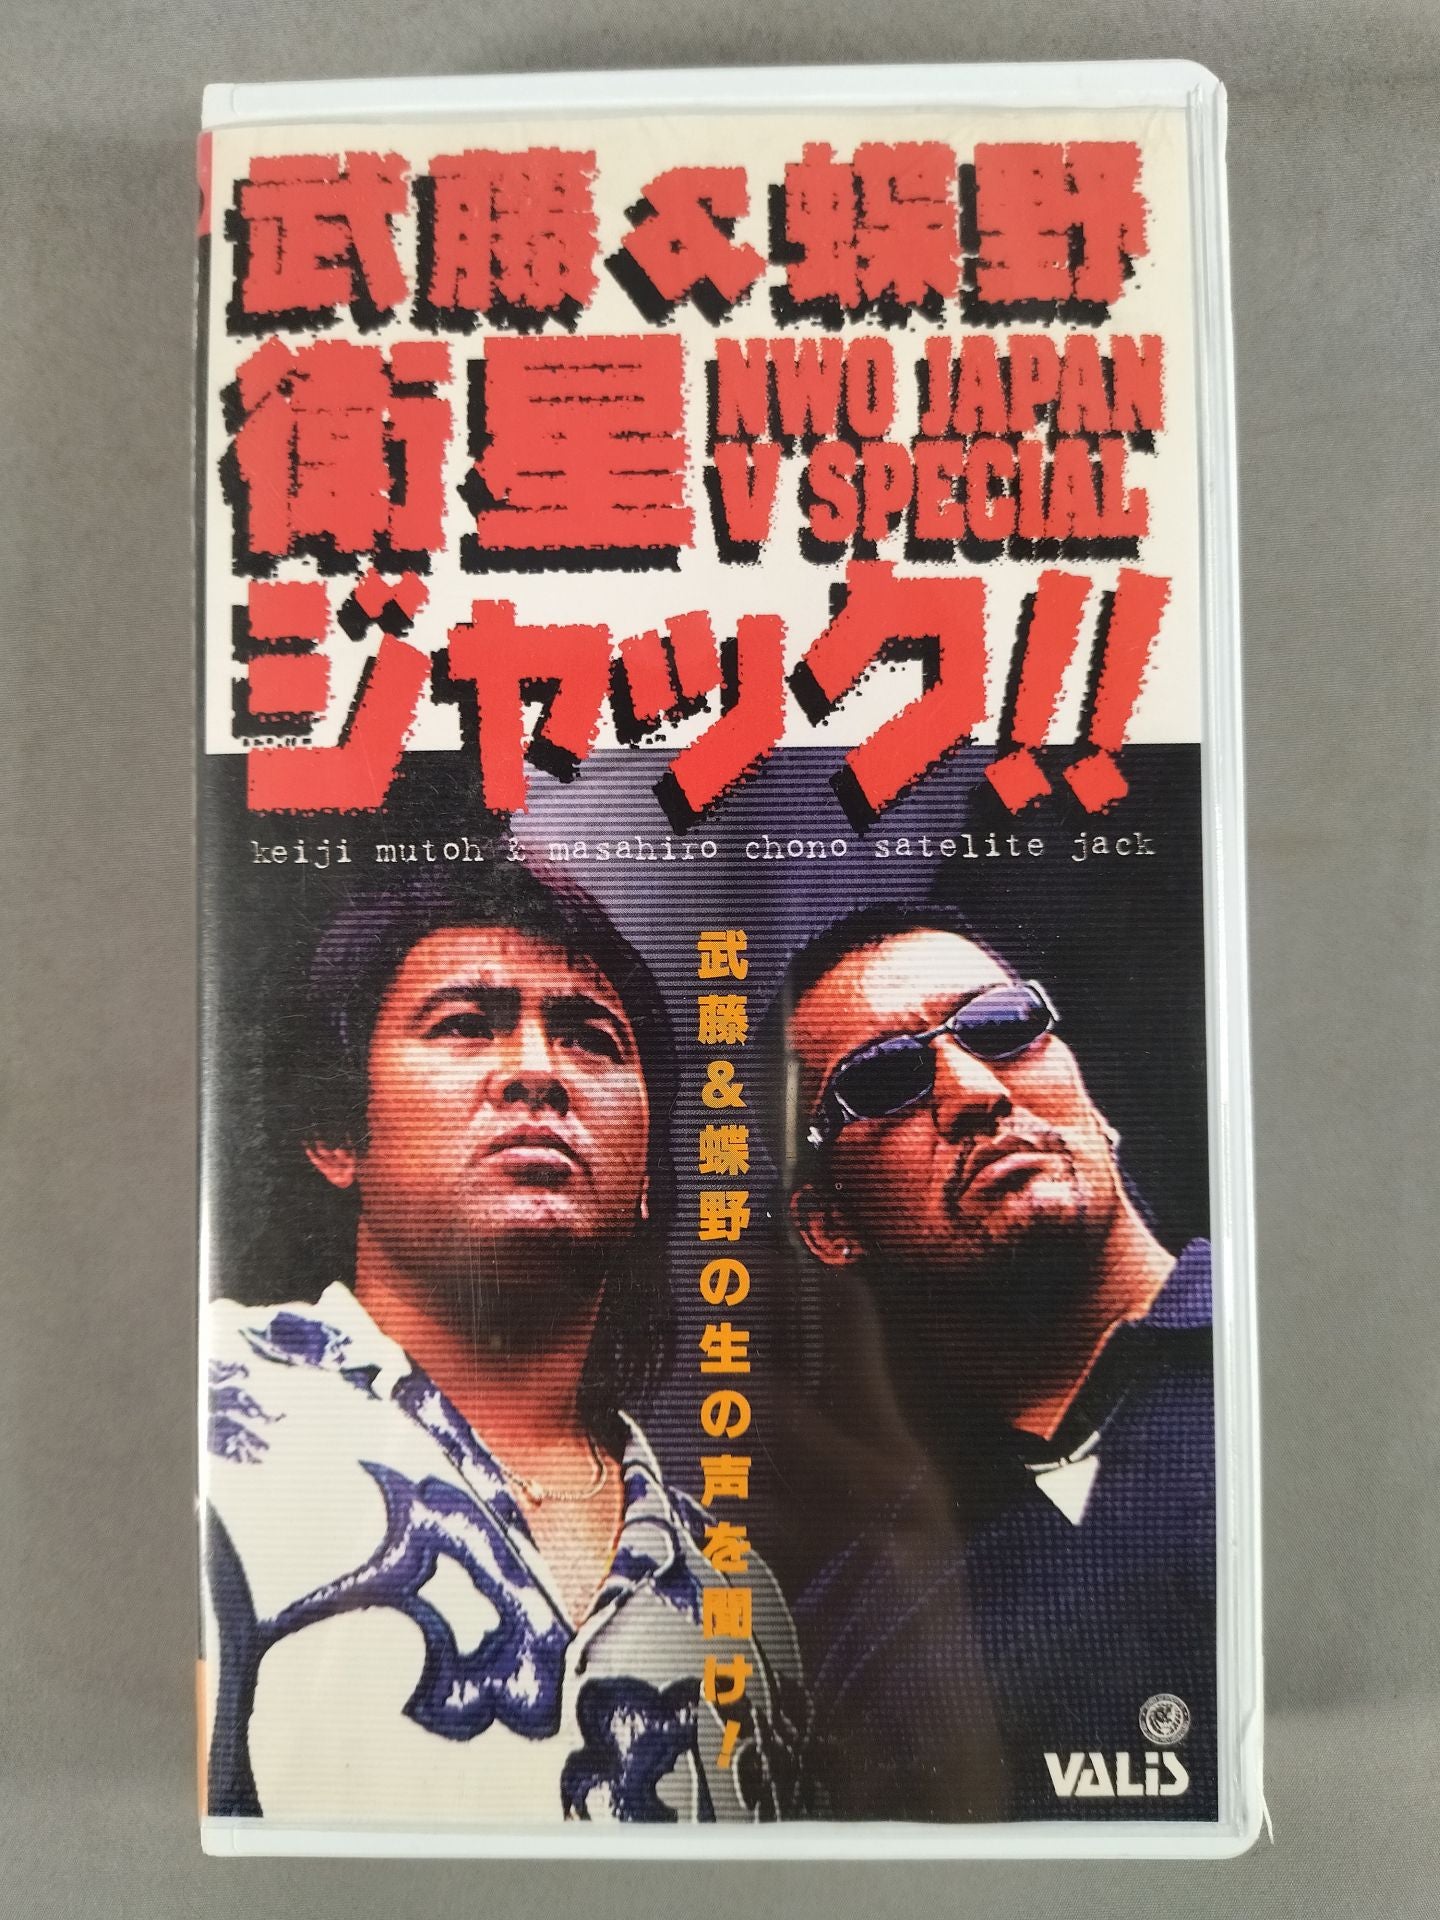 武藤&蝶野
衛星
NWO JAPAN
V SPECIAL
ジャック!!
keiji mutoh & masahiro chono satelite jack
武藤&蝶野の生の声を聞け!
VALiS